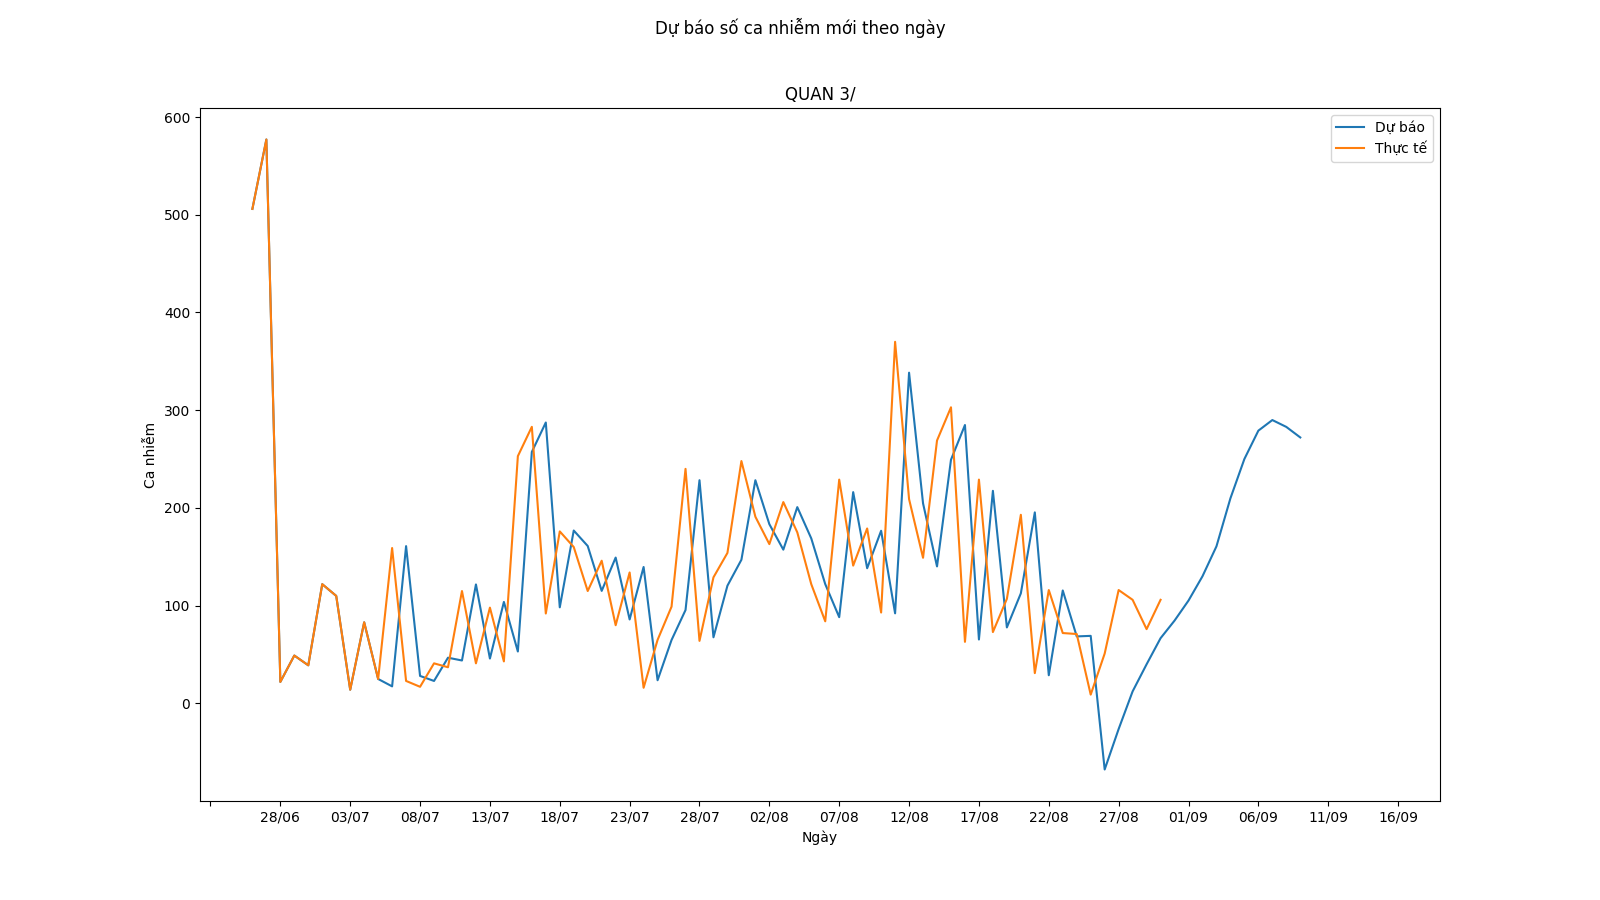 Dự báo số ca nhiễm mới theo ngày
QUAN 3/
Dự báo
Thực tế
600
500
400
300
200
100
0
Ca nhiễm
28/06 03/07 08/07 13/07 18/07 23/07 28/07 02/08 07/08 12/08 17/08 22/08 27/08 01/09 06/09 11/09 16/09
Ngày